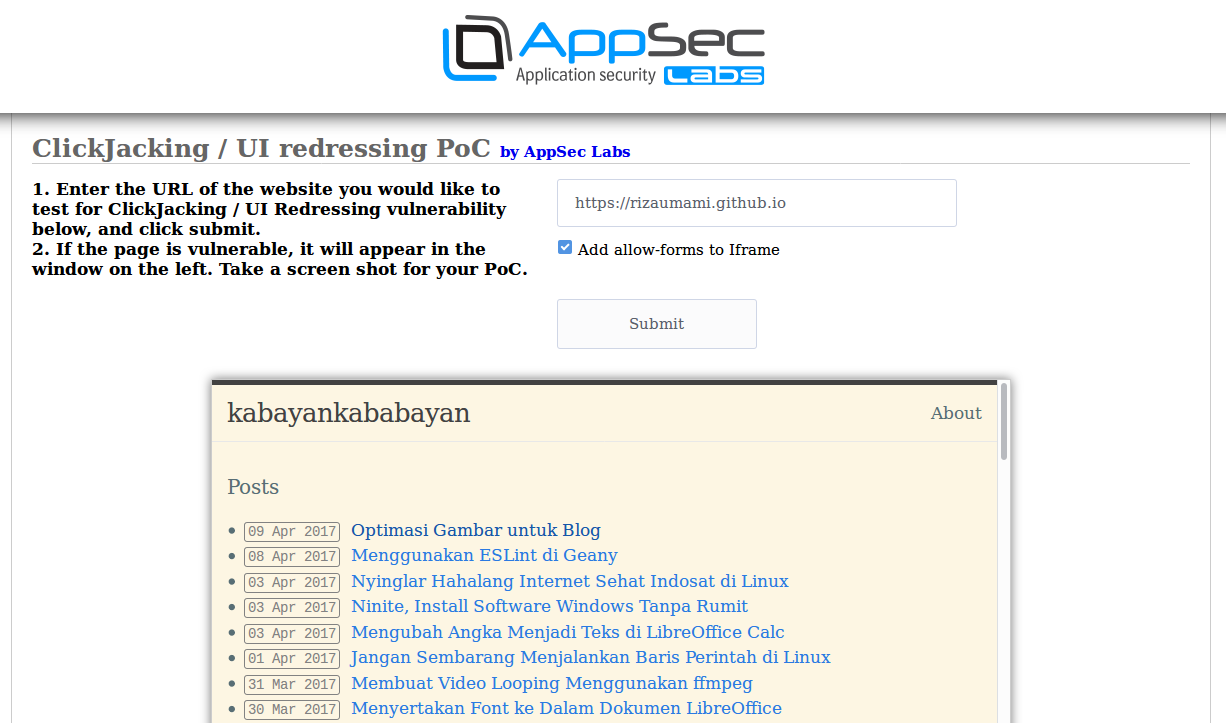 AppSec
Application security Labs
ClickJacking / UI redressing PoC by AppSec Labs
1. Enter the URL of the website you would like to
test for ClickJacking / UI Redressing vulnerability
below, and click submit.
2. If the page is vulnerable, it will appear in the
window on the left. Take a screen shot for your PoC.
https://rizaumami.github.io
Add allow-forms to Iframe
Submit
kabayankababayan About
Posts
09 Apr 2017 Optimasi Gambar untuk Blog
08 Apr 2017 Menggunakan ESLint di Geany
03 Apr 2017 Nyinglar Hahalang Internet Sehat Indosat di Linux
03 Apr 2017 Ninite, Install Software Windows Tanpa Rumit
03 Apr 2017 Mengubah Angka Menjadi Teks di LibreOffice Calc
01 Apr 2017 Jangan Sembarang Menjalankan Baris Perintah di Linux
31 Mar 2017 Membuat Video Looping Menggunakan ffmpeg
30 Mar 2017 Menyertakan Font ke Dalam Dokumen LibreOffice